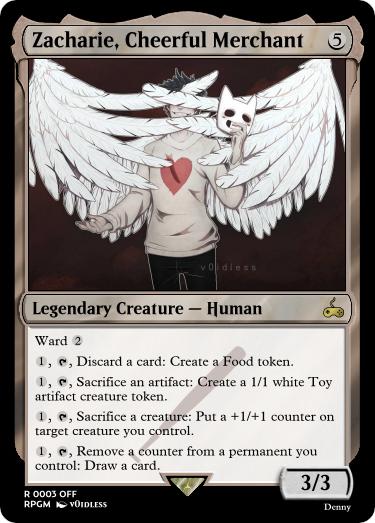 Zacharie, Cheerful Merchant 5
v0idless
Legendary Creature — Human
Ward 2
1, T, Discard a card: Create a Food token.
1, T, Sacrifice an artifact: Create a 1/1 white Toy
artifact creature token.
1, T, Sacrifice a creature: Put a +1/+1 counter on
target creature you control.
1, T, Remove a counter from a permanent you
control: Draw a card.
3/3
R 0003 OFF
RPGM v0IDLESS
Denny